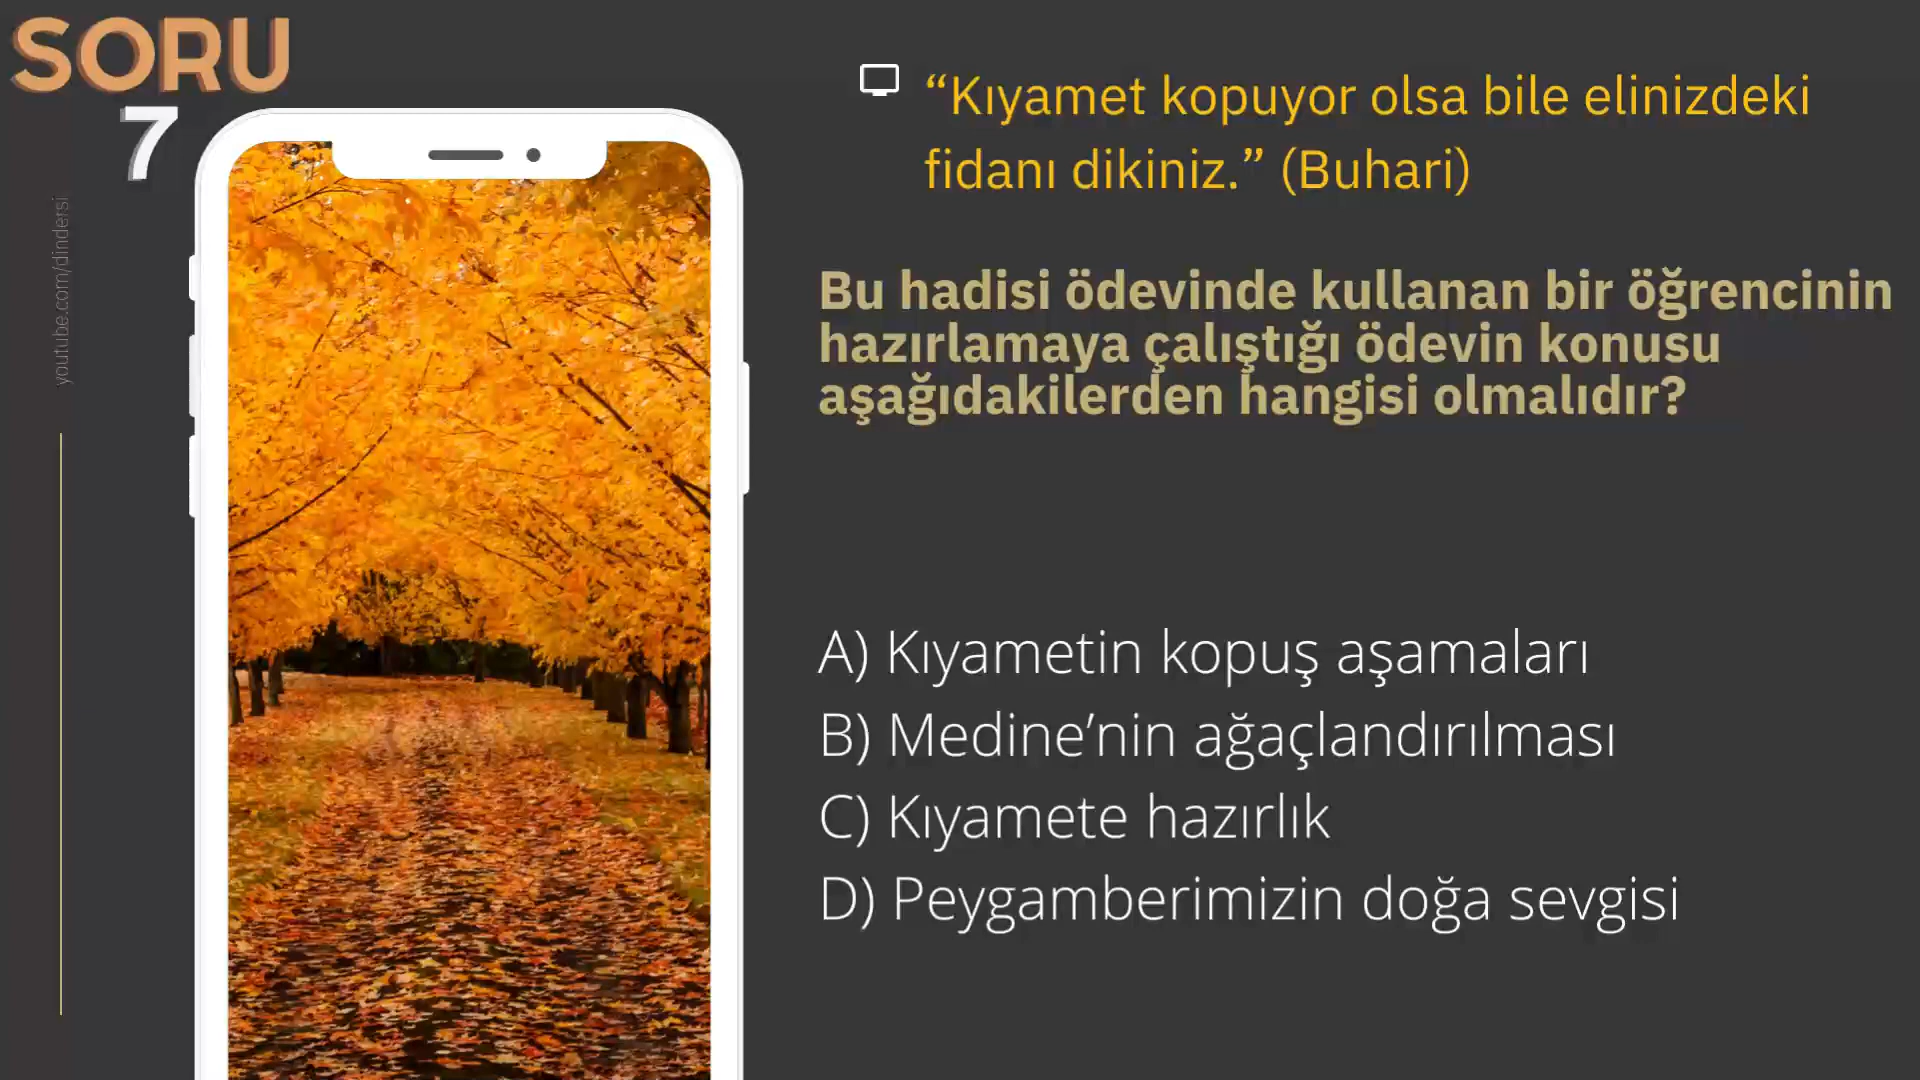 SORU
7
youtube.com/dindersi
“Kıyamet kopuyor olsa bile elinizdeki
fidanı dikiniz.” (Buhari)
Bu hadisi ödevinde kullanan bir öğrencinin
hazırlamaya çalıştığı ödevin konusu
aşağıdakilerden hangisi olmalıdır?
A) Kıyametin kopuş aşamaları
B) Medine’nin ağaçlandırılması
C) Kıyamete hazırlık
D) Peygamberimizin doğa sevgisi